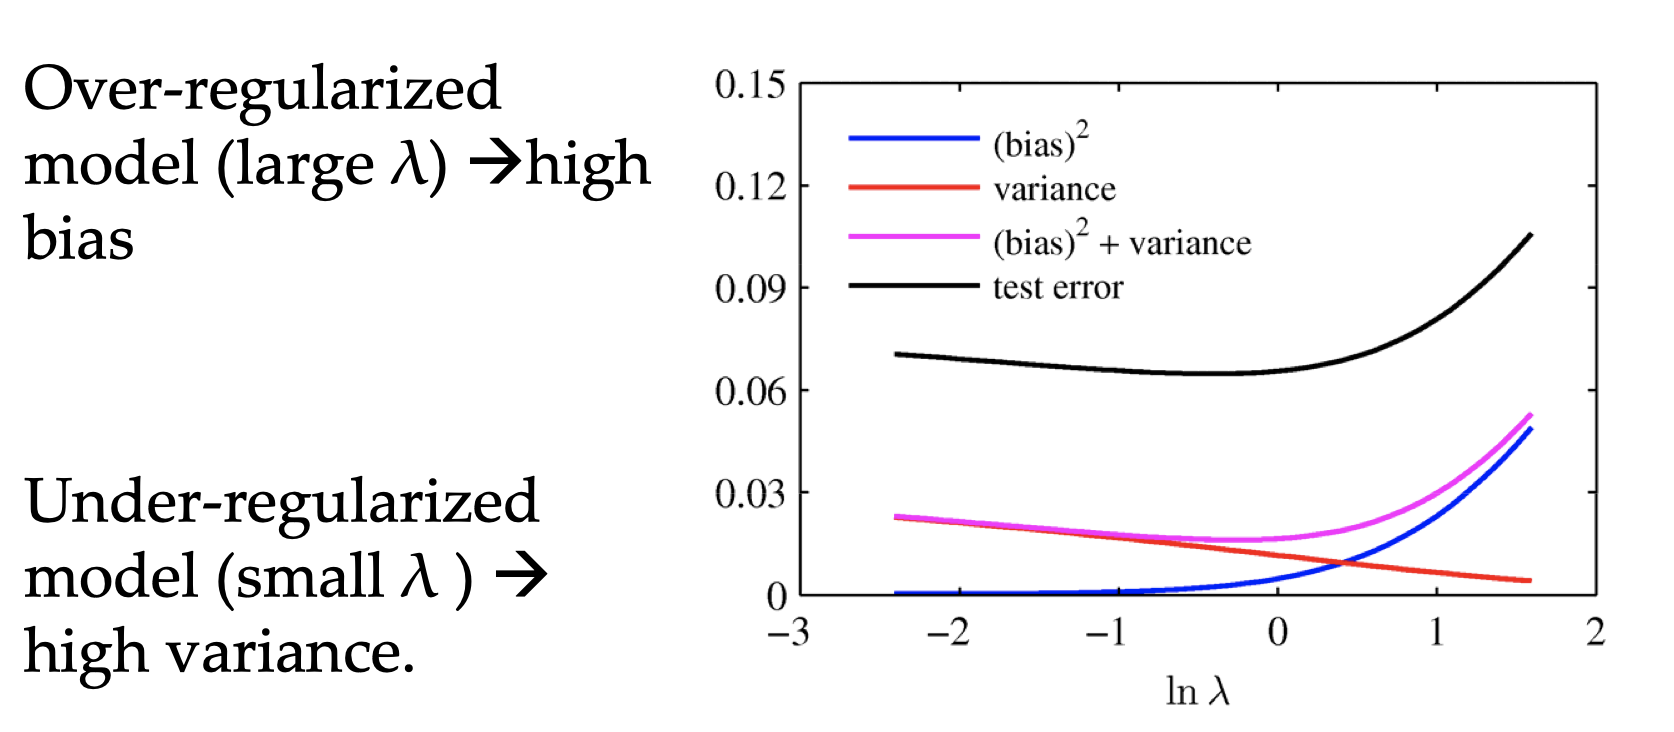 Over-regularized
model (large λ) →high
bias
Under-regularized
model (small λ ) →
high variance.
0.15
0.12
0.09
0.06
0.03
0
(bias)²
variance
(bias)² + variance
test error
−3 −2 −1 0 1 2
ln λ